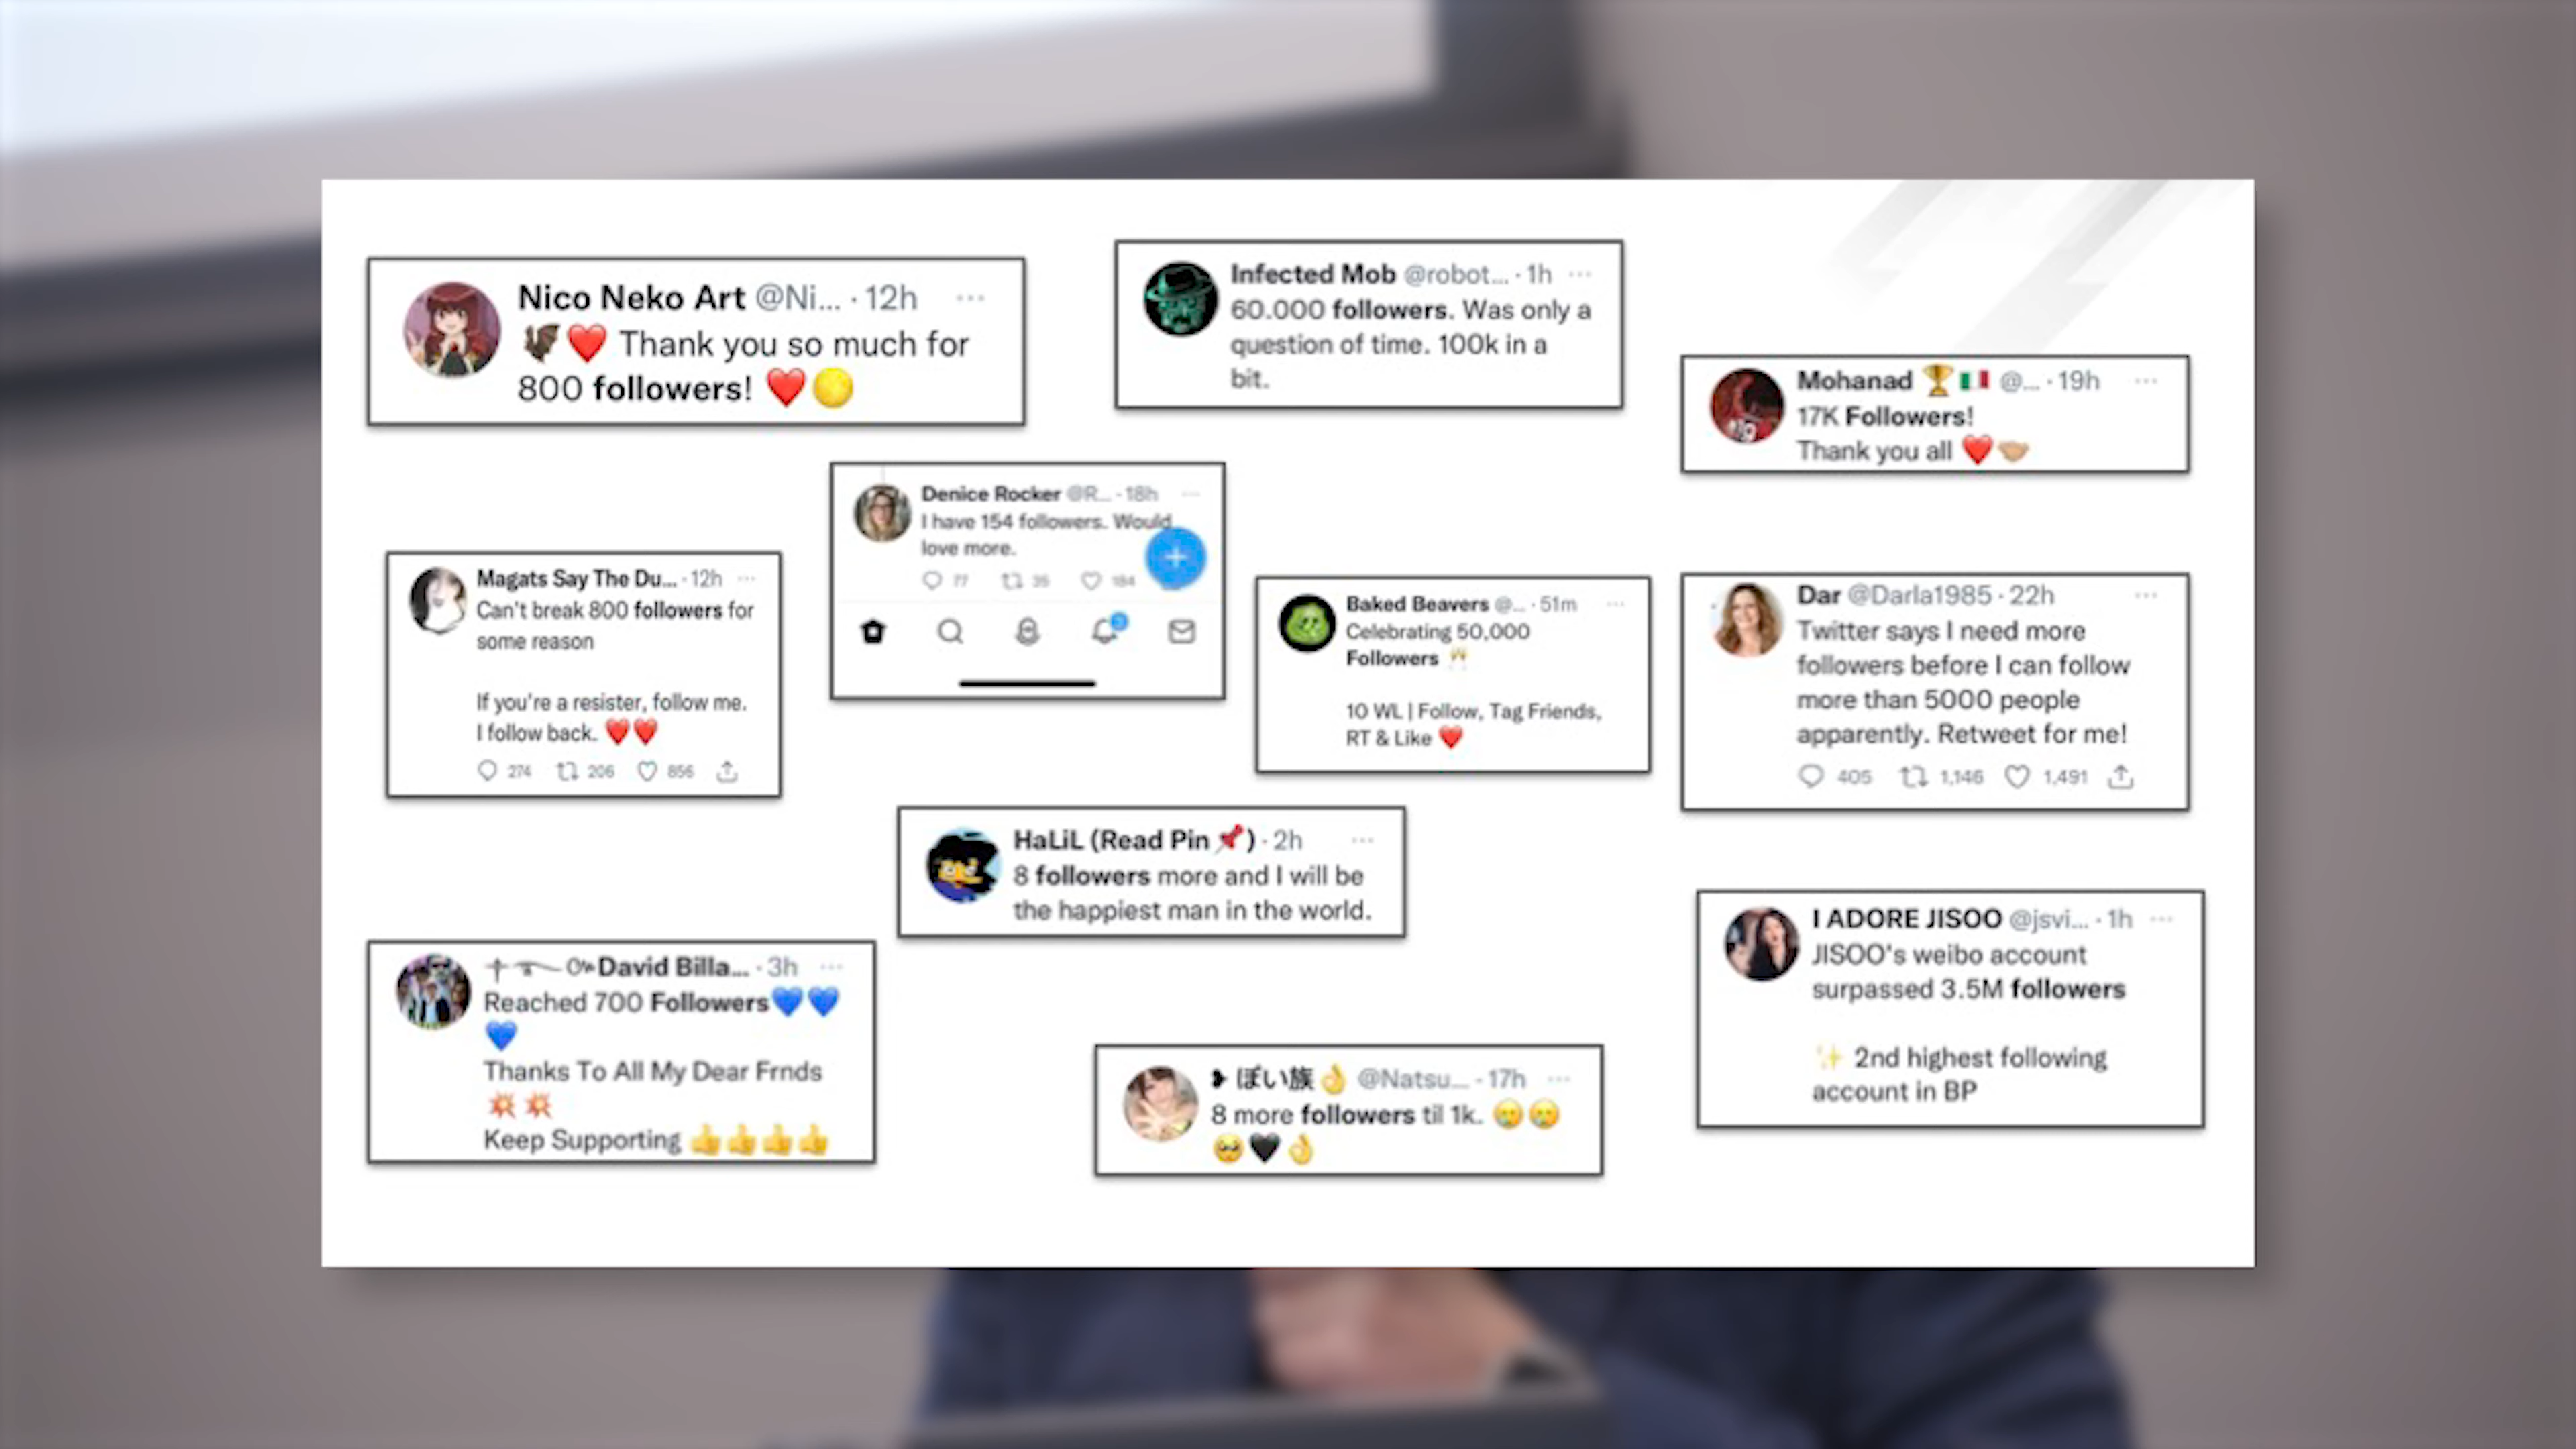 Nico Neko Art @Ni... · 12h
🦇❤️ Thank you so much for
800 followers! ❤️🌕
Infected Mob @robot... · 1h
60.000 followers. Was only a
question of time. 100k in a
bit.
Mohanad 🏆🇮🇹 @... · 19h
17K Followers!
Thank you all ❤️🤝🏼
Denice Rocker @R... · 18h
I have 154 followers. Would
love more.
77 35 184
Magats Say The Du... · 12h
Can't break 800 followers for
some reason
If you're a resister, follow me.
I follow back. ❤️❤️
274 206 856
Baked Beavers @... · 51m
Celebrating 50,000
Followers 🥂
10 WL | Follow, Tag Friends,
RT & Like ❤️
Dar @Darla1985 · 22h
Twitter says I need more
followers before I can follow
more than 5000 people
apparently. Retweet for me!
405 1,146 1,491
HaLiL (Read Pin 📌) · 2h
8 followers more and I will be
the happiest man in the world.
David Billa... · 3h
Reached 700 Followers💙💙
💙
Thanks To All My Dear Frnds
💥💥
Keep Supporting 👍👍👍👍
I ADORE JISOO @jsvi... · 1h
JISOO's weibo account
surpassed 3.5M followers
✨ 2nd highest following
account in BP
❥ ぽい族👌 @Natsu... · 17h
8 more followers til 1k. 🥲🥲
🥺🖤👌